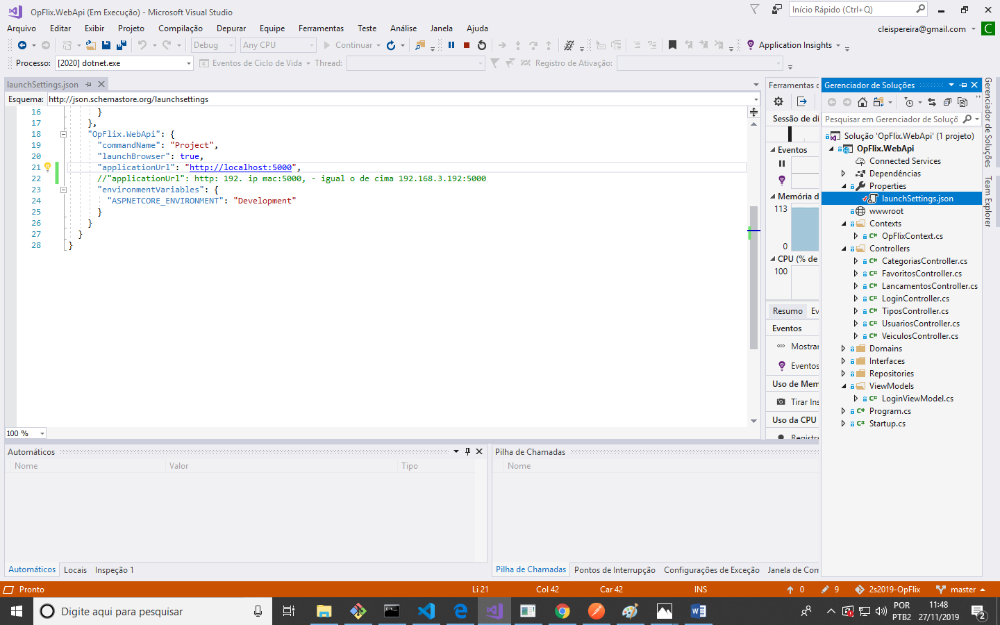 OpFlix.WebApi (Em Execução) - Microsoft Visual Studio
Início Rápido (Ctrl+Q)
Arquivo Editar Exibir Projeto Compilação Depurar Equipe Ferramentas Teste Análise Janela Ajuda
cleispereira@gmail.com C
Debug Any CPU Continuar Application Insights
Processo: [2020] dotnet.exe Eventos de Ciclo de Vida Thread: Registro de Ativação:
launchSettings.json
Esquema: http://json.schemastore.org/launchsettings
16 }
17 },
18 "OpFlix.WebApi": {
19 "commandName": "Project",
20 "launchBrowser": true,
21 "applicationUrl": "http://localhost:5000",
22 //"applicationUrl": http: 192. ip mac:5000, - igual o de cima 192.168.3.192:5000
23 "environmentVariables": {
24 "ASPNETCORE_ENVIRONMENT": "Development"
25 }
26 }
27 }
28 }
100 %
Ferramentas
Sessão de di
Eventos
Memória d
113
0
CPU (% de
100
Resumo Ev
Eventos
Mostrar
Eventos
Uso de Mem
Tirar Ins
Uso da CPU
Registra
Gerenciador de Soluções
Pesquisar em Gerenciador de Soluçõ
Solução 'OpFlix.WebApi' (1 projeto)
OpFlix.WebApi
Connected Services
Dependências
Properties
launchSettings.json
wwwroot
Contexts
C# OpFlixContext.cs
Controllers
C# CategoriasController.cs
C# FavoritosController.cs
C# LancamentosController.cs
C# LoginController.cs
C# TiposController.cs
C# UsuariosController.cs
C# VeiculosController.cs
Domains
Interfaces
Repositories
ViewModels
C# LoginViewModel.cs
C# Program.cs
C# Startup.cs
Gerenciador de Soluções
Team Explorer
Automáticos
Nome Valor Tipo
Automáticos Locais Inspeção 1
Pilha de Chamadas
Nome
Pilha de Chamadas Pontos de Interrupção Configurações de Exceção Janela de Com
Pronto Li 21 Col 42 Car 42 INS 0 9 2s2019-OpFlix master
Digite aqui para pesquisar
POR
PTB2
11:48
27/11/2019
2